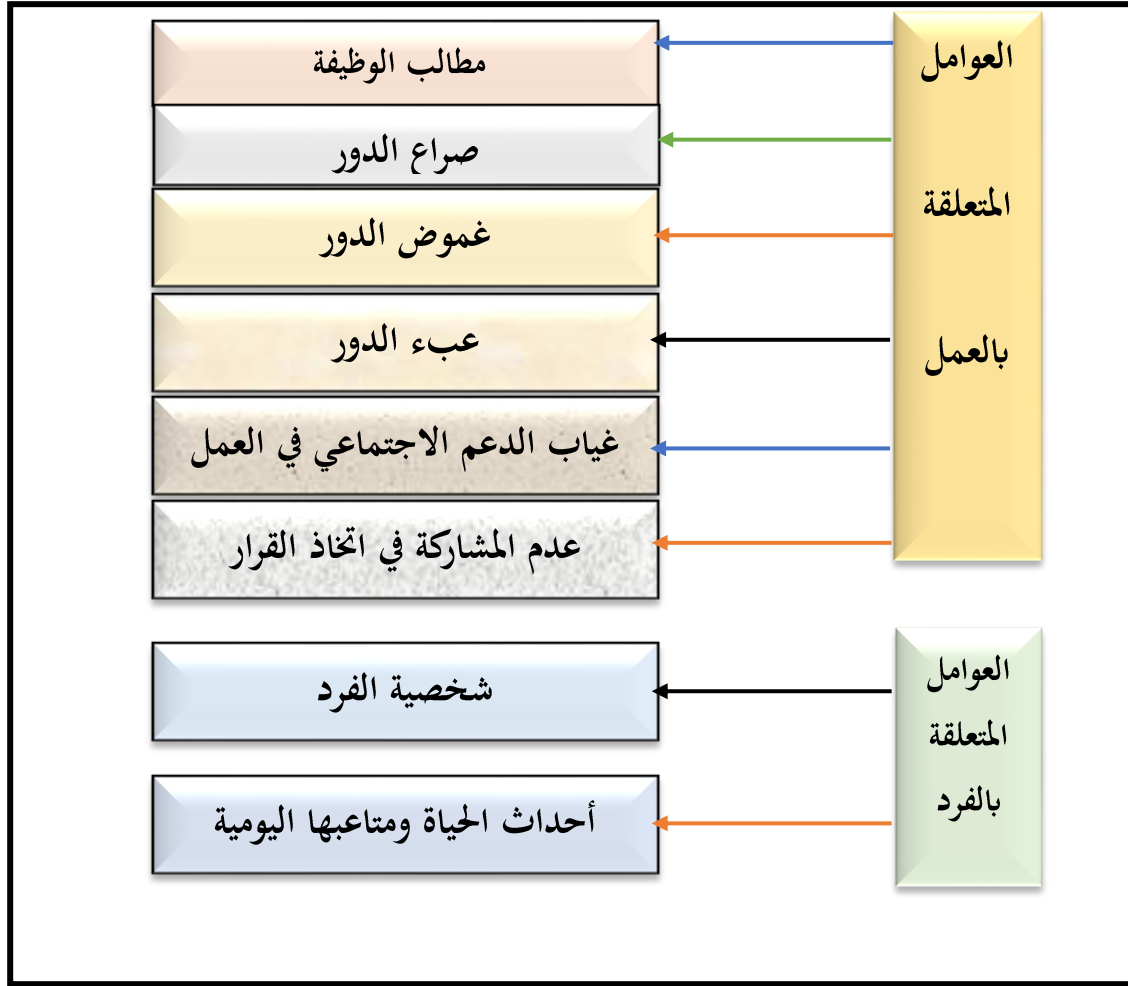 العوامل
المتعلقة
بالعمل
مطالب الوظيفة
صراع الدور
غموض الدور
عبء الدور
غياب الدعم الاجتماعي في العمل
عدم المشاركة في اتخاذ القرار
العوامل
المتعلقة
بالفرد
شخصية الفرد
أحداث الحياة ومتاعبها اليومية